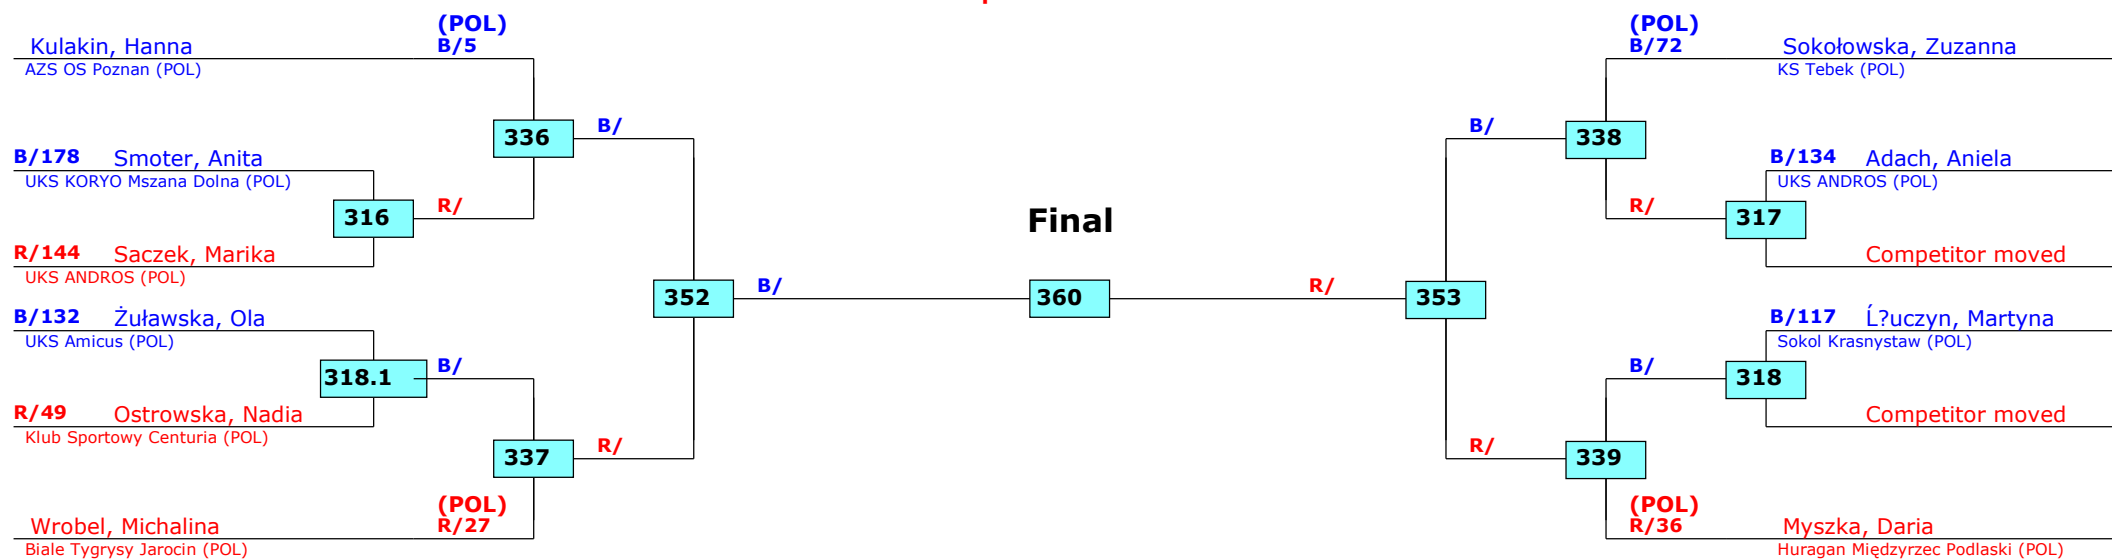 (POL)
Kulakin, Hanna B/5
AZS OS Poznan (POL)
336
B/
B/178 Smoter, Anita
UKS KORYO Mszana Dolna (POL)
316
R/
R/144 Saczek, Marika
UKS ANDROS (POL)
352
B/
B/132 Żuławska, Ola
UKS Amicus (POL)
318.1
B/
R/49 Ostrowska, Nadia
Klub Sportowy Centuria (POL)
337
R/
(POL)
Wrobel, Michalina R/27
Biale Tygrysy Jarocin (POL)
Final
360
(POL)
B/72 Sokołowska, Zuzanna
KS Tebek (POL)
B/
338
B/134 Adach, Aniela
UKS ANDROS (POL)
R/
317
Competitor moved
R/
353
B/117 Ĺ?uczyn, Martyna
Sokol Krasnystaw (POL)
B/
318
Competitor moved
R/
339
(POL)
R/36 Myszka, Daria
Huragan Międzyrzec Podlaski (POL)